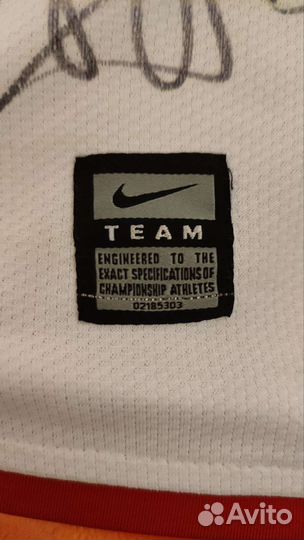 TEAM
ENGINEERED TO THE
EXACT SPECIFICATIONS OF
CHAMPIONSHIP ATHLETES
02185303
Avito